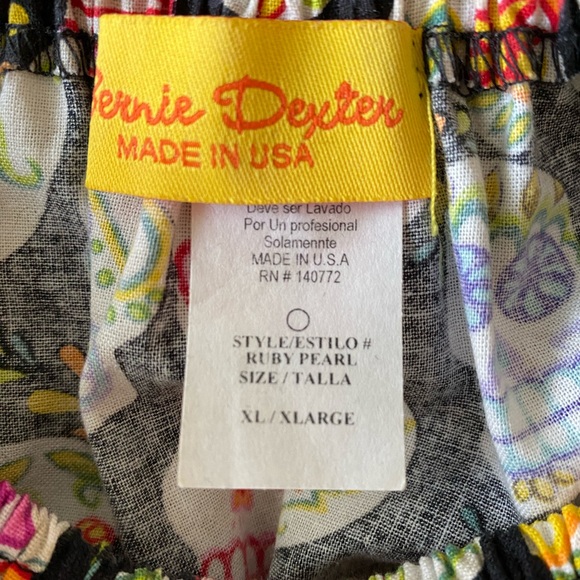 Bernie Dexter
MADE IN USA
Deve ser Lavado
Por Un profesional
Solamennte
MADE IN U.S.A
RN # 140772
STYLE/ESTILO #
RUBY PEARL
SIZE / TALLA
XL / XLARGE